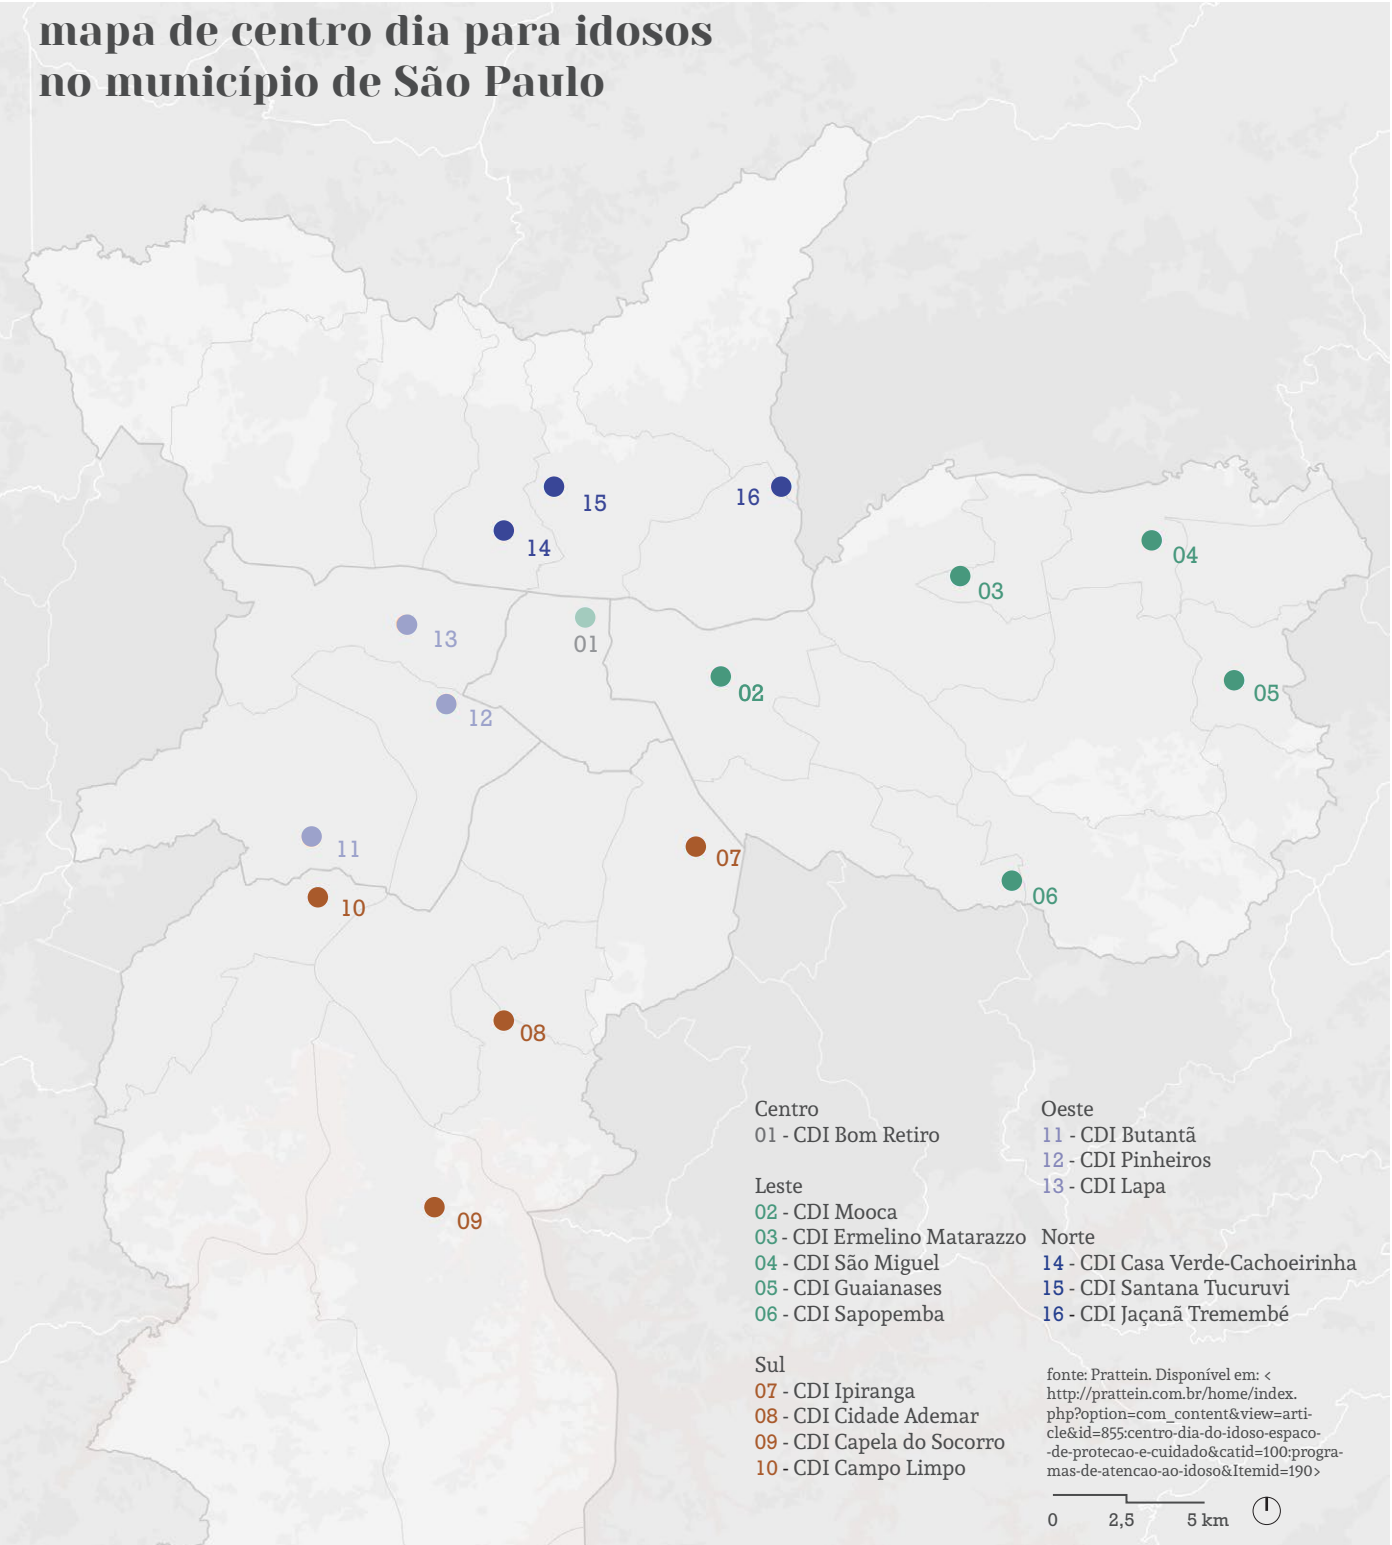 mapa de centro dia para idosos
no município de São Paulo
15
16
14
04
03
13
01
02
05
12
11
07
10
06
08
09
Centro
01 - CDI Bom Retiro
Leste
02 - CDI Mooca
03 - CDI Ermelino Matarazzo
04 - CDI São Miguel
05 - CDI Guaianases
06 - CDI Sapopemba
Sul
07 - CDI Ipiranga
08 - CDI Cidade Ademar
09 - CDI Capela do Socorro
10 - CDI Campo Limpo
Oeste
11 - CDI Butantã
12 - CDI Pinheiros
13 - CDI Lapa
Norte
14 - CDI Casa Verde-Cachoeirinha
15 - CDI Santana Tucuruvi
16 - CDI Jaçanã Tremembé
fonte: Prattein. Disponível em: <
http://prattein.com.br/home/index.
php?option=com_content&view=arti-
cle&id=855:centro-dia-do-idoso-espaco-
-de-protecao-e-cuidado&catid=100:progra-
mas-de-atencao-ao-idoso&Itemid=190>
0 2,5 5 km